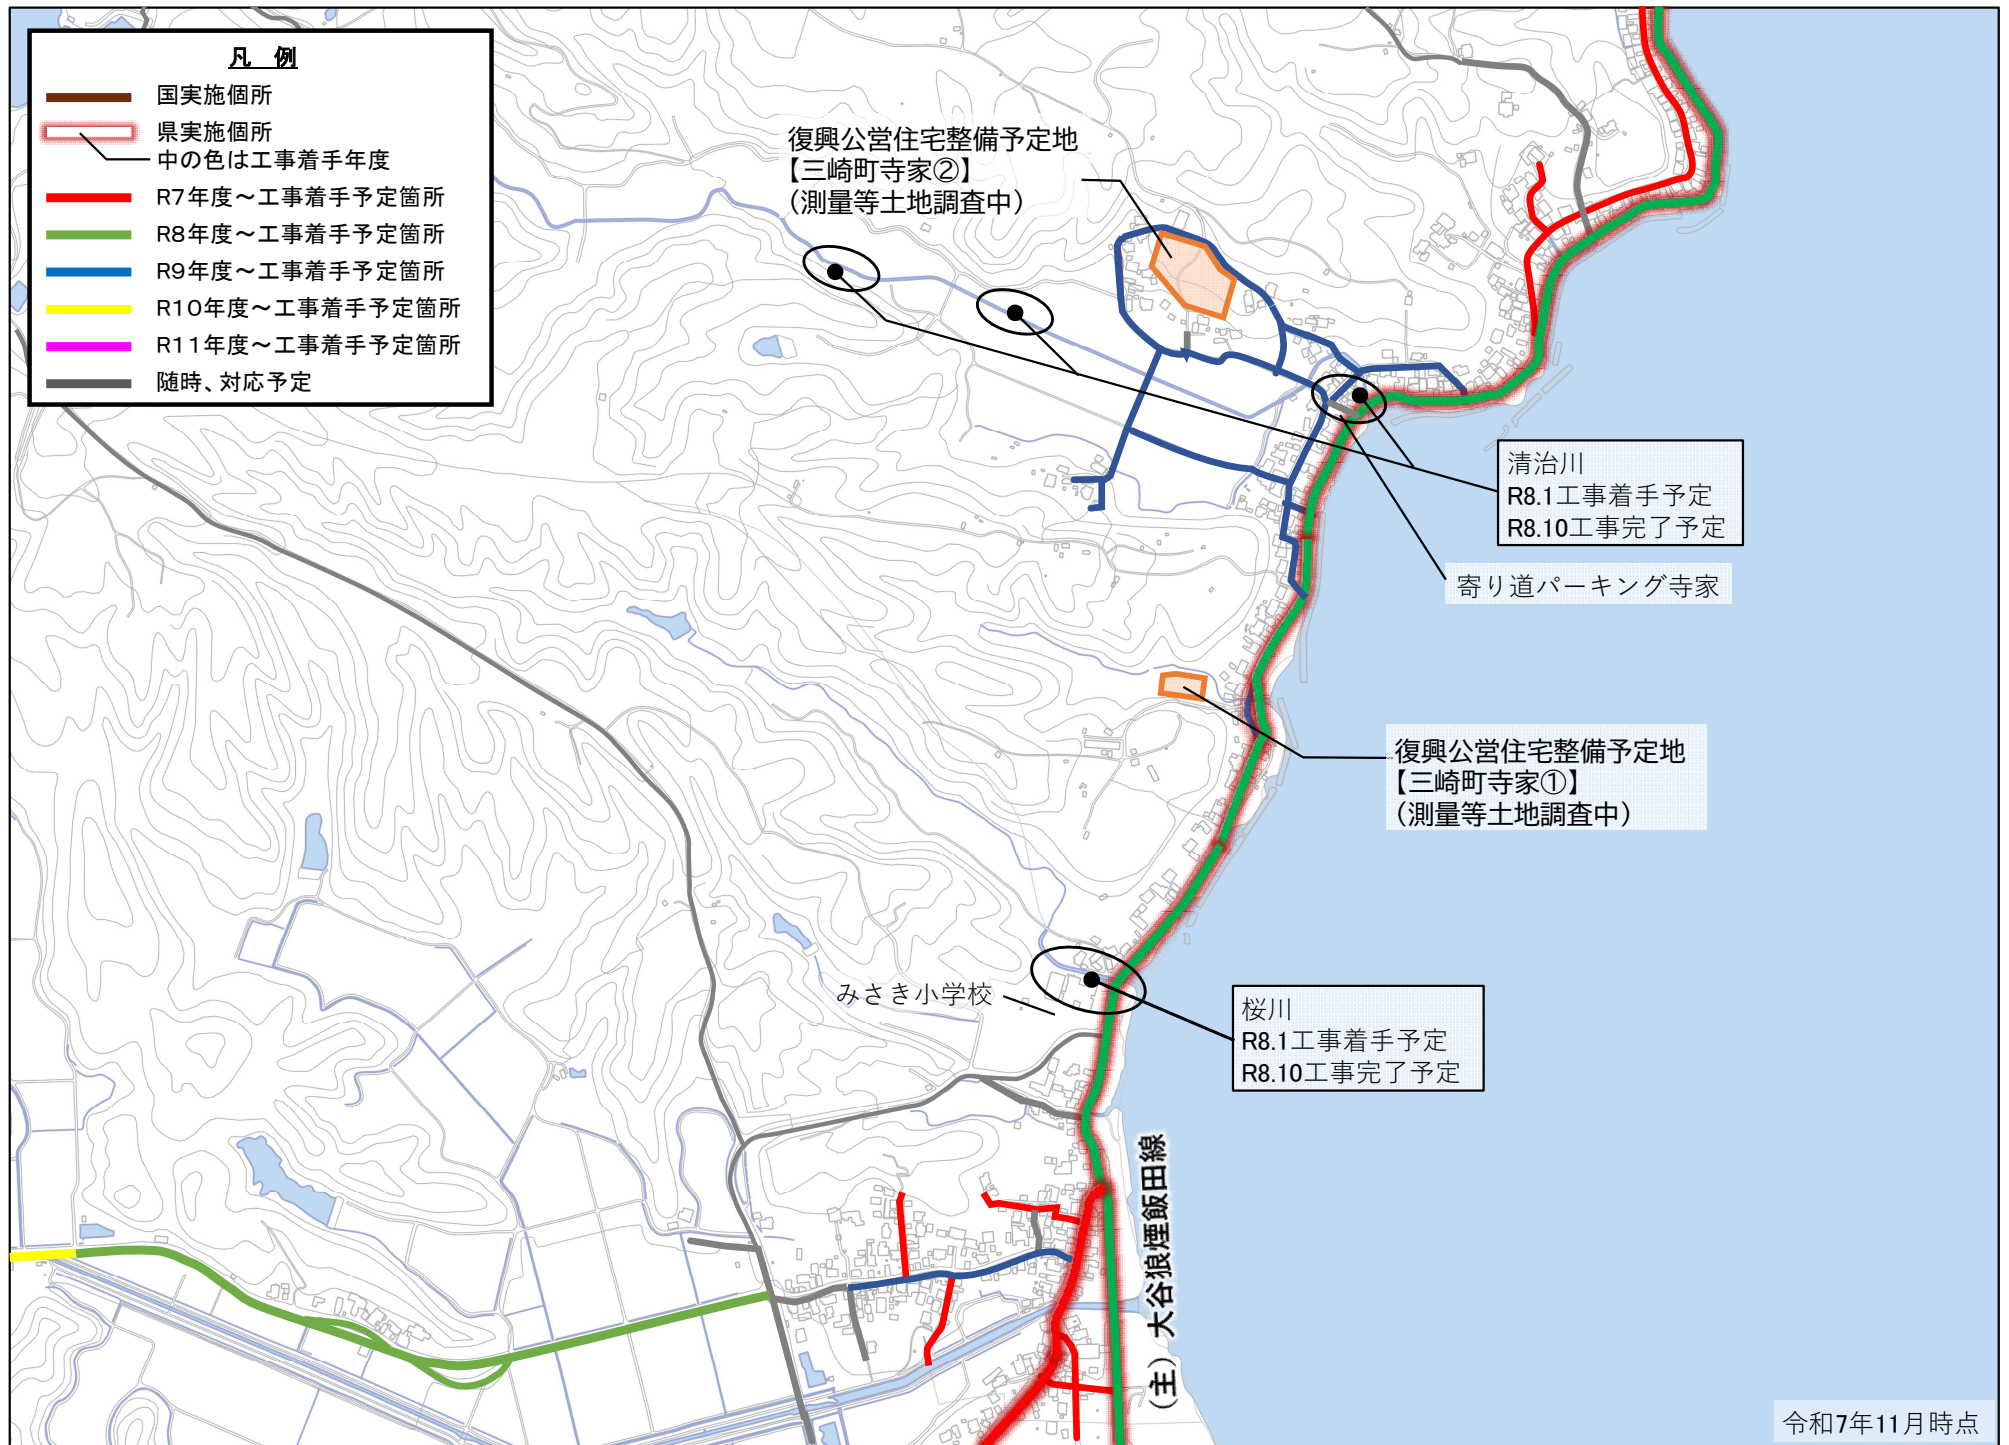 凡 例
国実施個所
県実施個所
中の色は工事着手年度
R7年度～工事着手予定箇所
R8年度～工事着手予定箇所
R9年度～工事着手予定箇所
R10年度～工事着手予定箇所
R11年度～工事着手予定箇所
随時、対応予定
復興公営住宅整備予定地
【三崎町寺家②】
（測量等土地調査中）
清治川
R8.1工事着手予定
R8.10工事完了予定
寄り道パーキング寺家
復興公営住宅整備予定地
【三崎町寺家①】
（測量等土地調査中）
みさき小学校
桜川
R8.1工事着手予定
R8.10工事完了予定
（主）大谷狼煙飯田線
令和7年11月時点